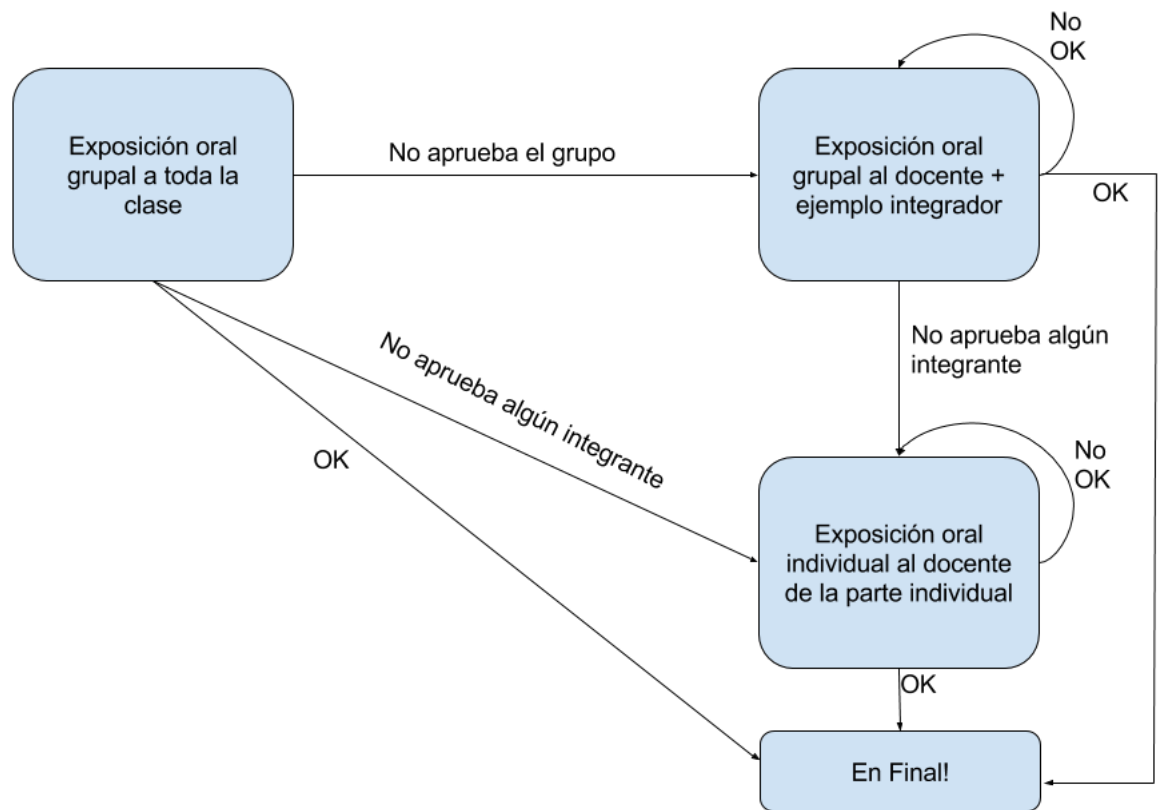 No
OK
Exposición oral
grupal a toda la
clase
No aprueba el grupo
Exposición oral
grupal al docente +
ejemplo integrador
OK
No aprueba algún
integrante
No aprueba algún integrante
OK
No
OK
Exposición oral
individual al docente
de la parte individual
OK
En Final!